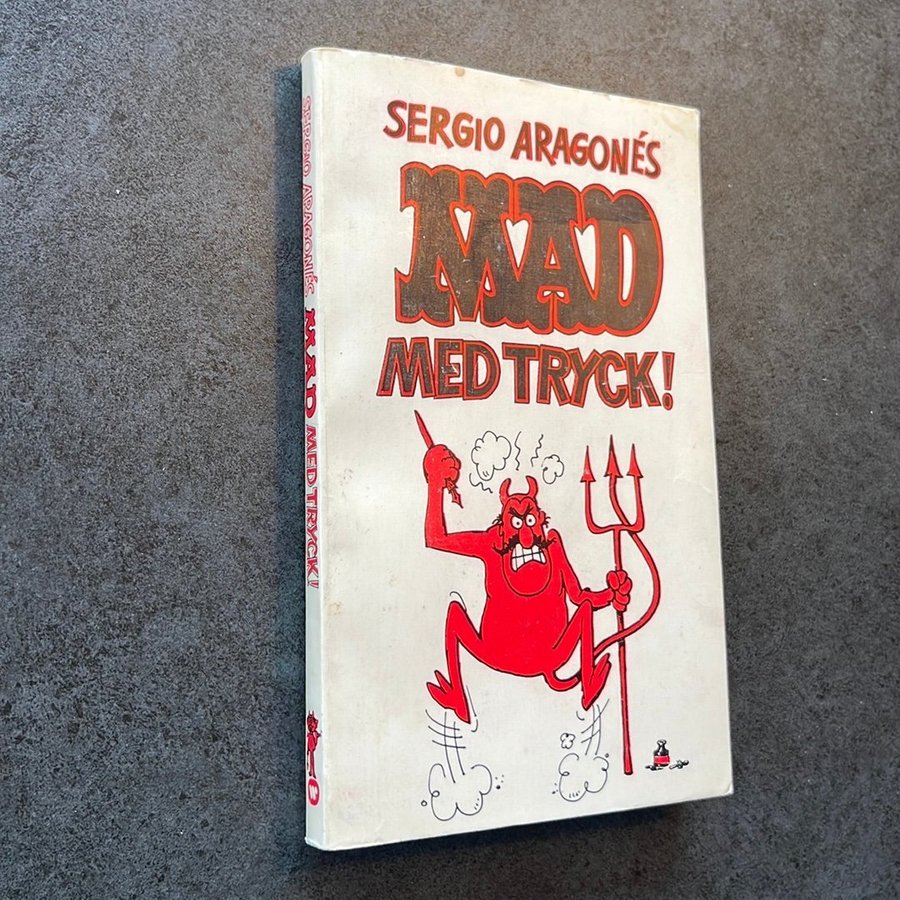 SERGIO ARAGONÉS
MAD
MED TRYCK!
SERGIO ARAGONÉS MAD MED TRYCK!
W